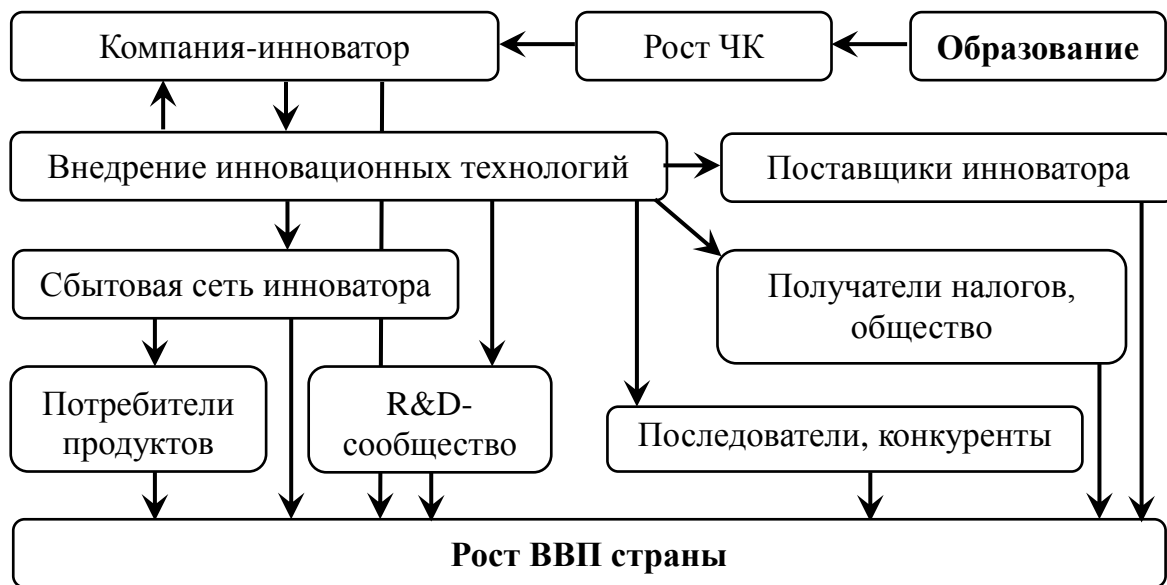 Компания-инноватор
Рост ЧК
Образование
Внедрение инновационных технологий
Поставщики инноватора
Сбытовая сеть инноватора
Получатели налогов,
общество
Потребители
продуктов
R&D-
сообщество
Последователи, конкуренты
Рост ВВП страны